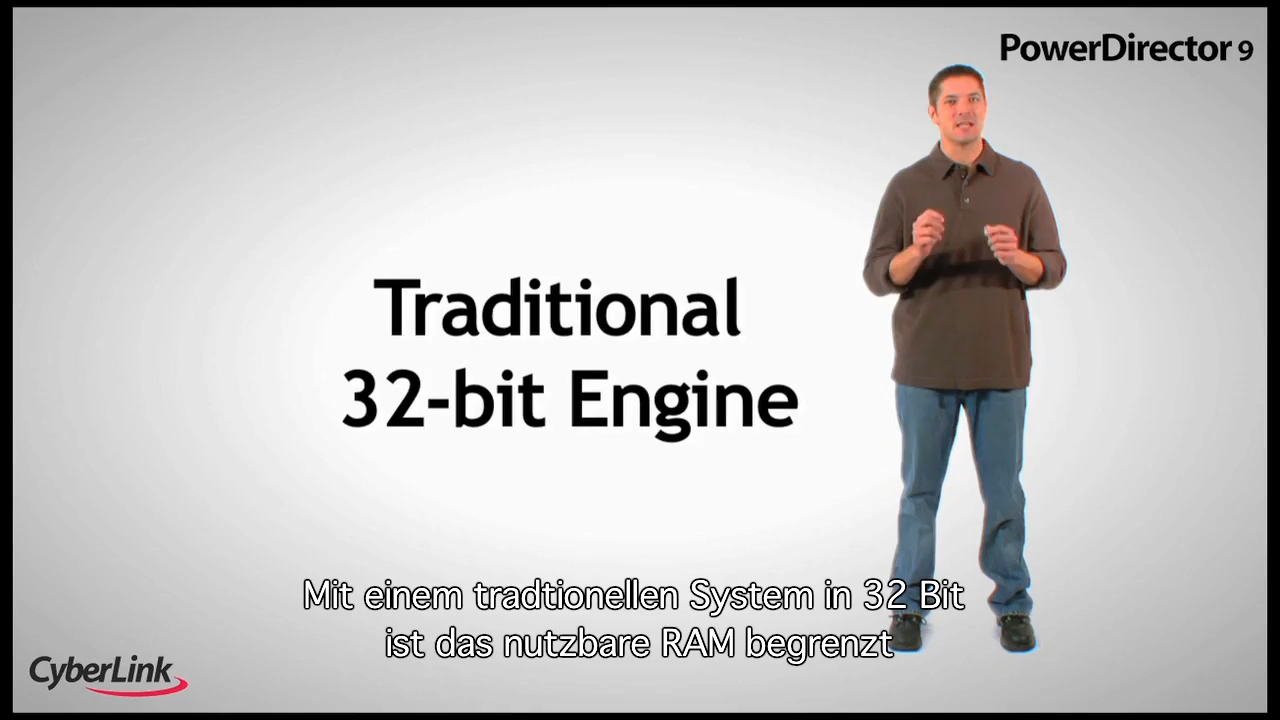 PowerDirector 9
Traditional
32-bit Engine
Mit einem tradtionellen System in 32 Bit
ist das nutzbare RAM begrenzt
CyberLink